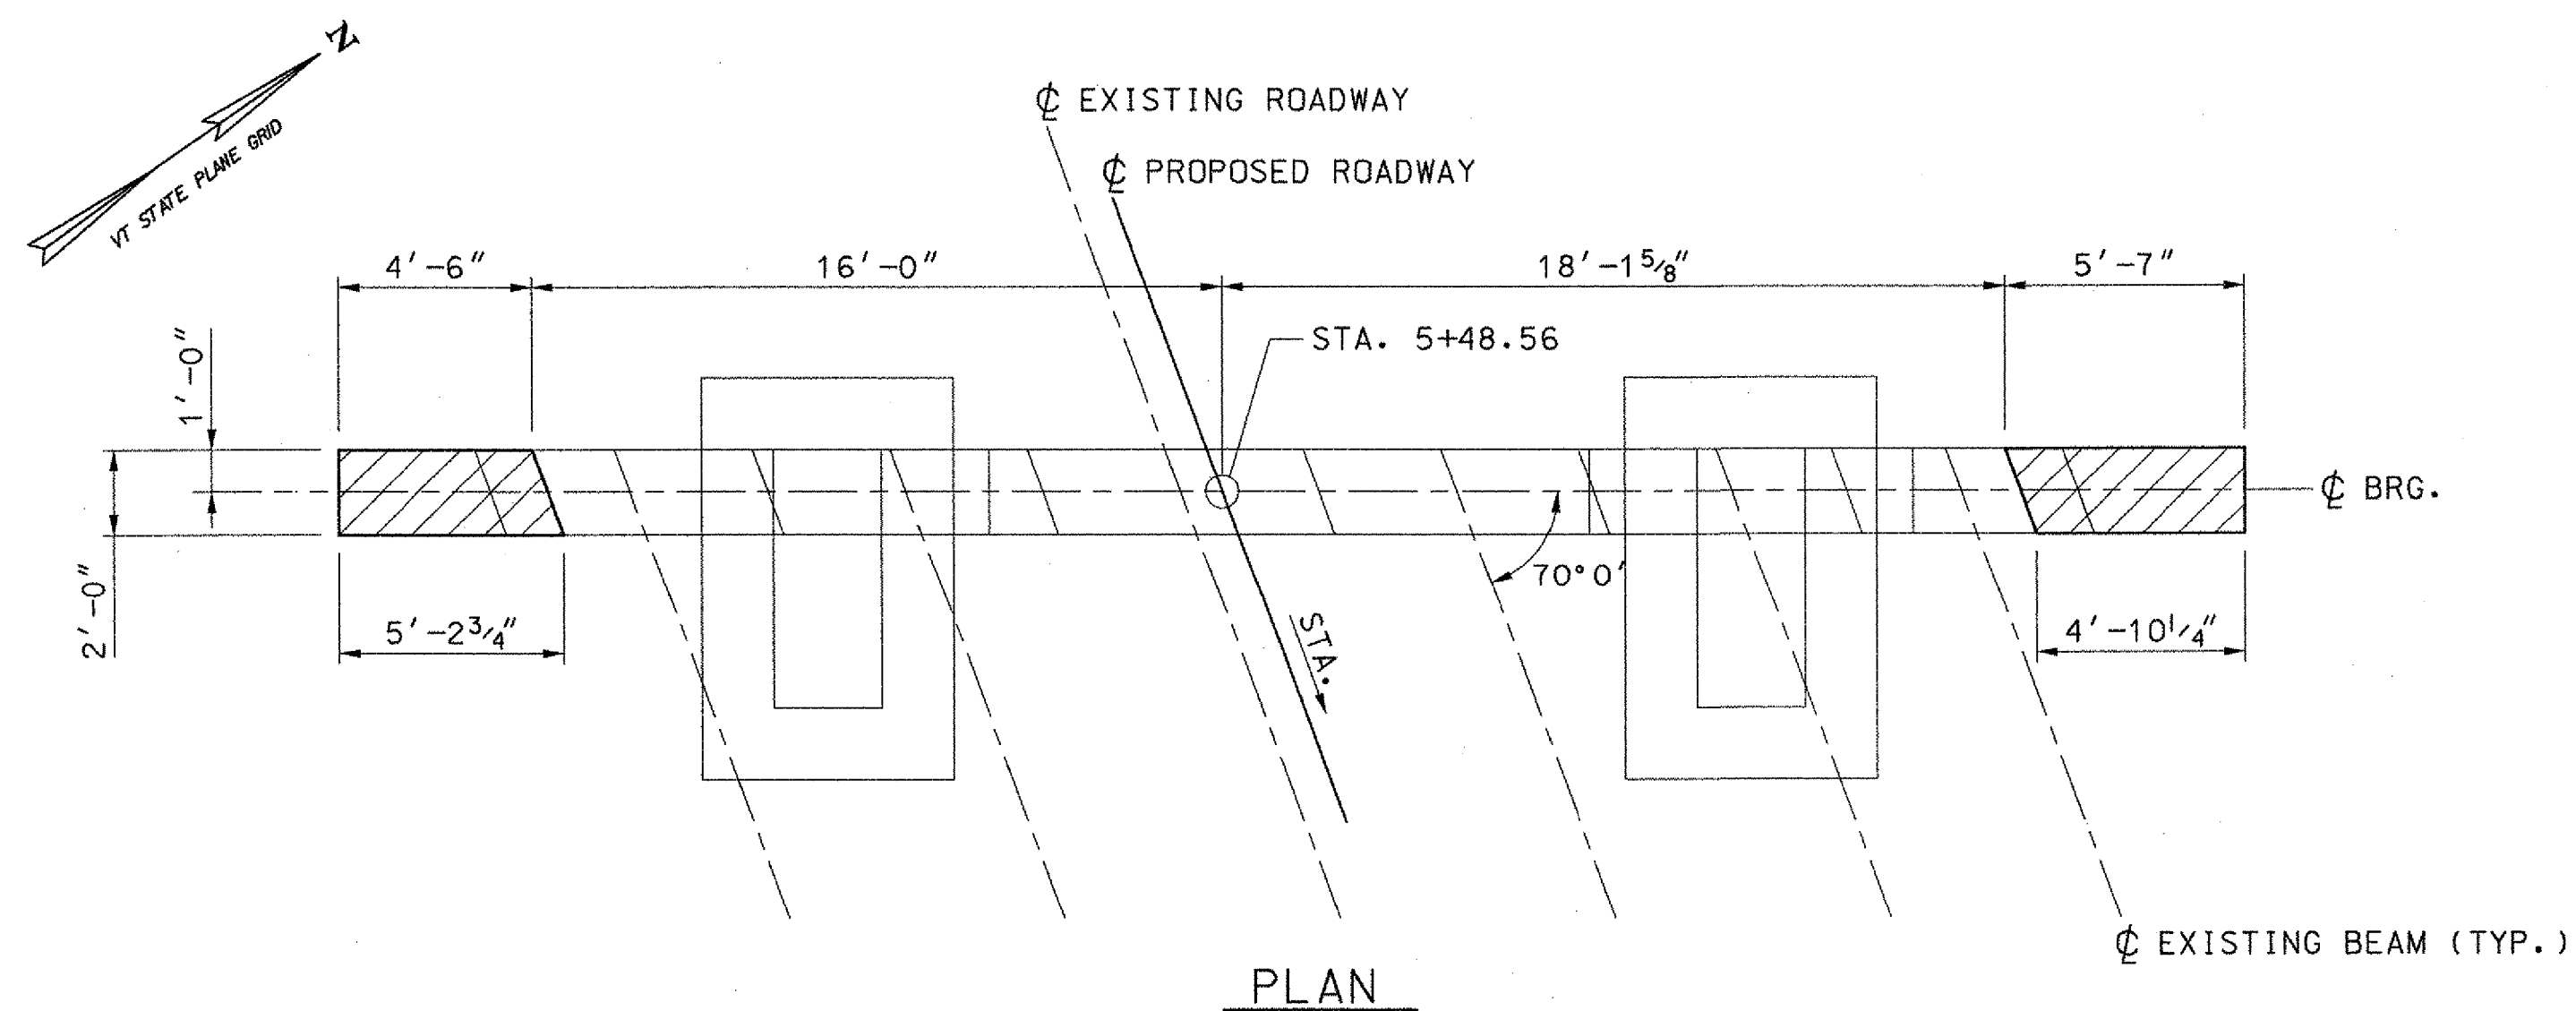 N
VT STATE PLANE GRID
℄ EXISTING ROADWAY
℄ PROPOSED ROADWAY
4'-6"
16'-0"
18'-1⅝"
5'-7"
1'-0"
STA. 5+48.56
℄ BRG.
2'-0"
70°0'
5'-2¾"
STA.
4'-10¼"
℄ EXISTING BEAM (TYP.)
PLAN